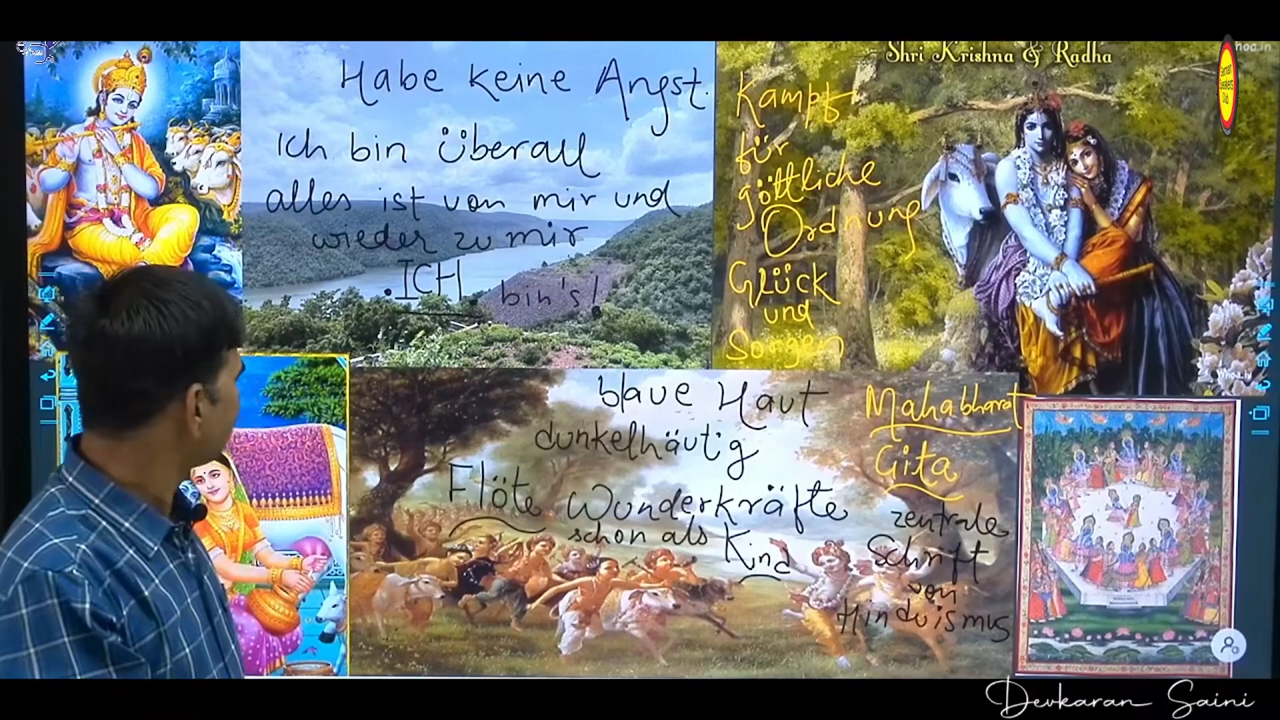 Habe keine Angst.
Ich bin überall
alles ist von mir und
wieder zu mir
.ICH bin's!
Shri Krishna & Radha
Kampf
für
göttliche
Ordnung
Glück
und
Sorgen
Whoa.in
blaue Haut
dunkelhäutig
Flöte Wunderkräfte
schon als
Kind
Mahabharat
Gita
zentrale
Schrift
von
Hinduismus
Devkaran Saini